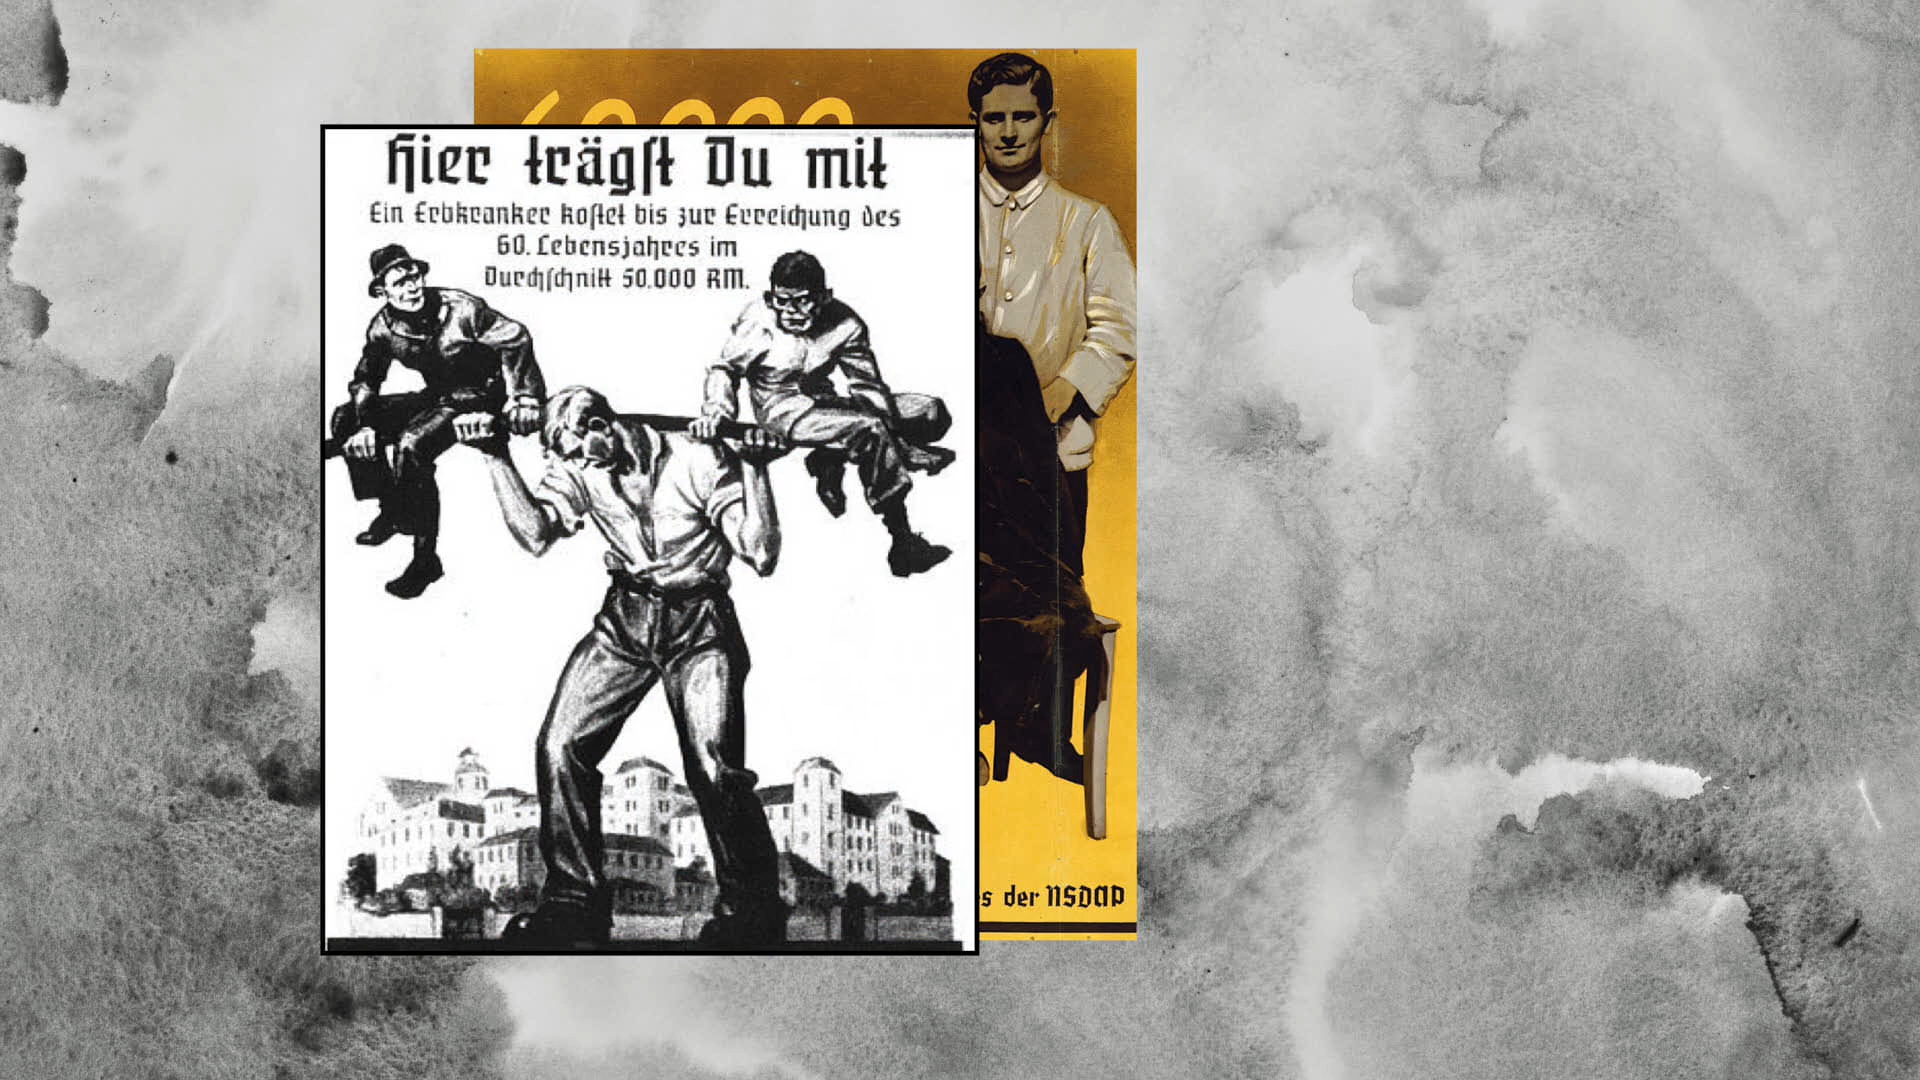 60000
Hier trägst Du mit
Ein Erbkranker kostet bis zur Erreichung des
60. Lebensjahres im
Durchschnitt 50.000 RM.
s der NSDAP